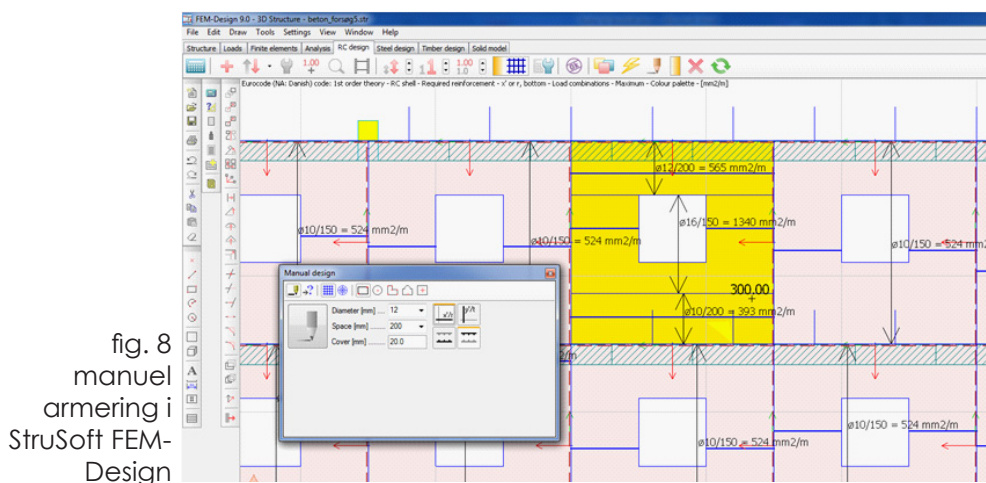 FEM-Design 9.0 - 3D Structure - beton_forsøg5.str
File Edit Draw Tools Settings View Window Help
Structure Loads Finite elements Analysis RC design Steel design Timber design Solid model
Eurocode (NA: Danish) code: 1st order theory - RC shell - Required reinforcement - x' or r, bottom - Load combinations - Maximum - Colour palette - [mm2/m]
ø12/200 = 565 mm2/m
ø16/150 = 1340 mm2/m
ø10/150 = 524 mm2/m
ø10/150 = 524 mm2/m
ø10/150 = 524 mm2
300.00
ø10/200 = 393 mm2/m
Manual design
Diameter [mm] .... 12
Space [mm] ....... 200
Cover [mm] ....... 20.0
ø10/150 = 524 mm2/m
ø10/150 = 524 mm2/m
fig. 8
manuel
armering i
StruSoft FEM-
Design